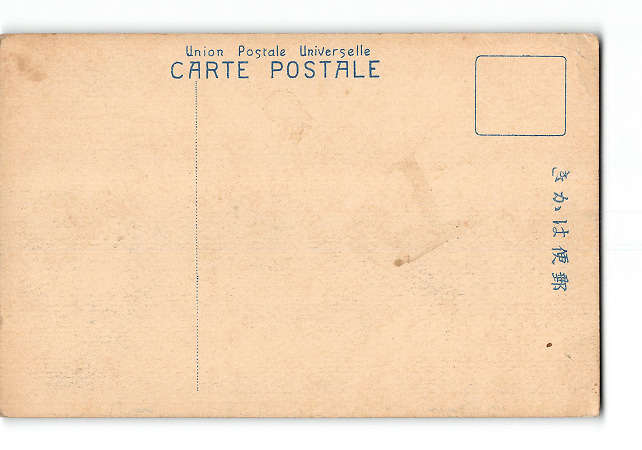 Union Postale Universelle
CARTE POSTALE
郵便はかき